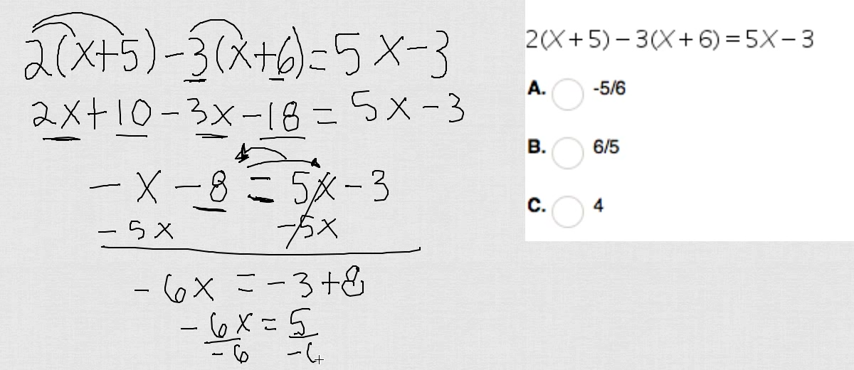 2(x+5)-3(x+6)=5x-3
2x+10-3x-18=5x-3
-x-8=5x-3
-5x -5x
-6x=-3+8
-6x=5
-6 -6
2(X+5)-3(X+6)=5X-3
A. -5/6
B. 6/5
C. 4